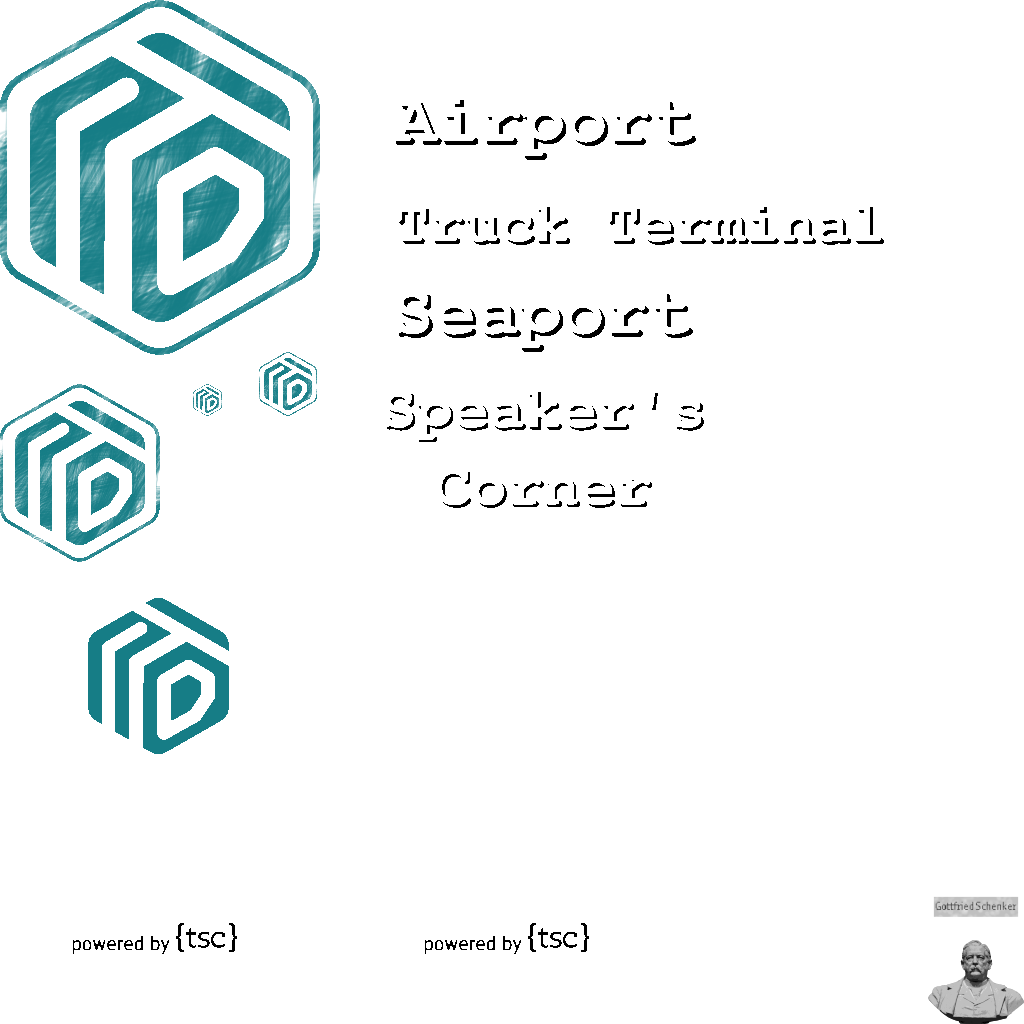 Airport
Truck Terminal
Seaport
Speaker's
Corner
Gottfried Schenker
powered by {tsc}
powered by {tsc}